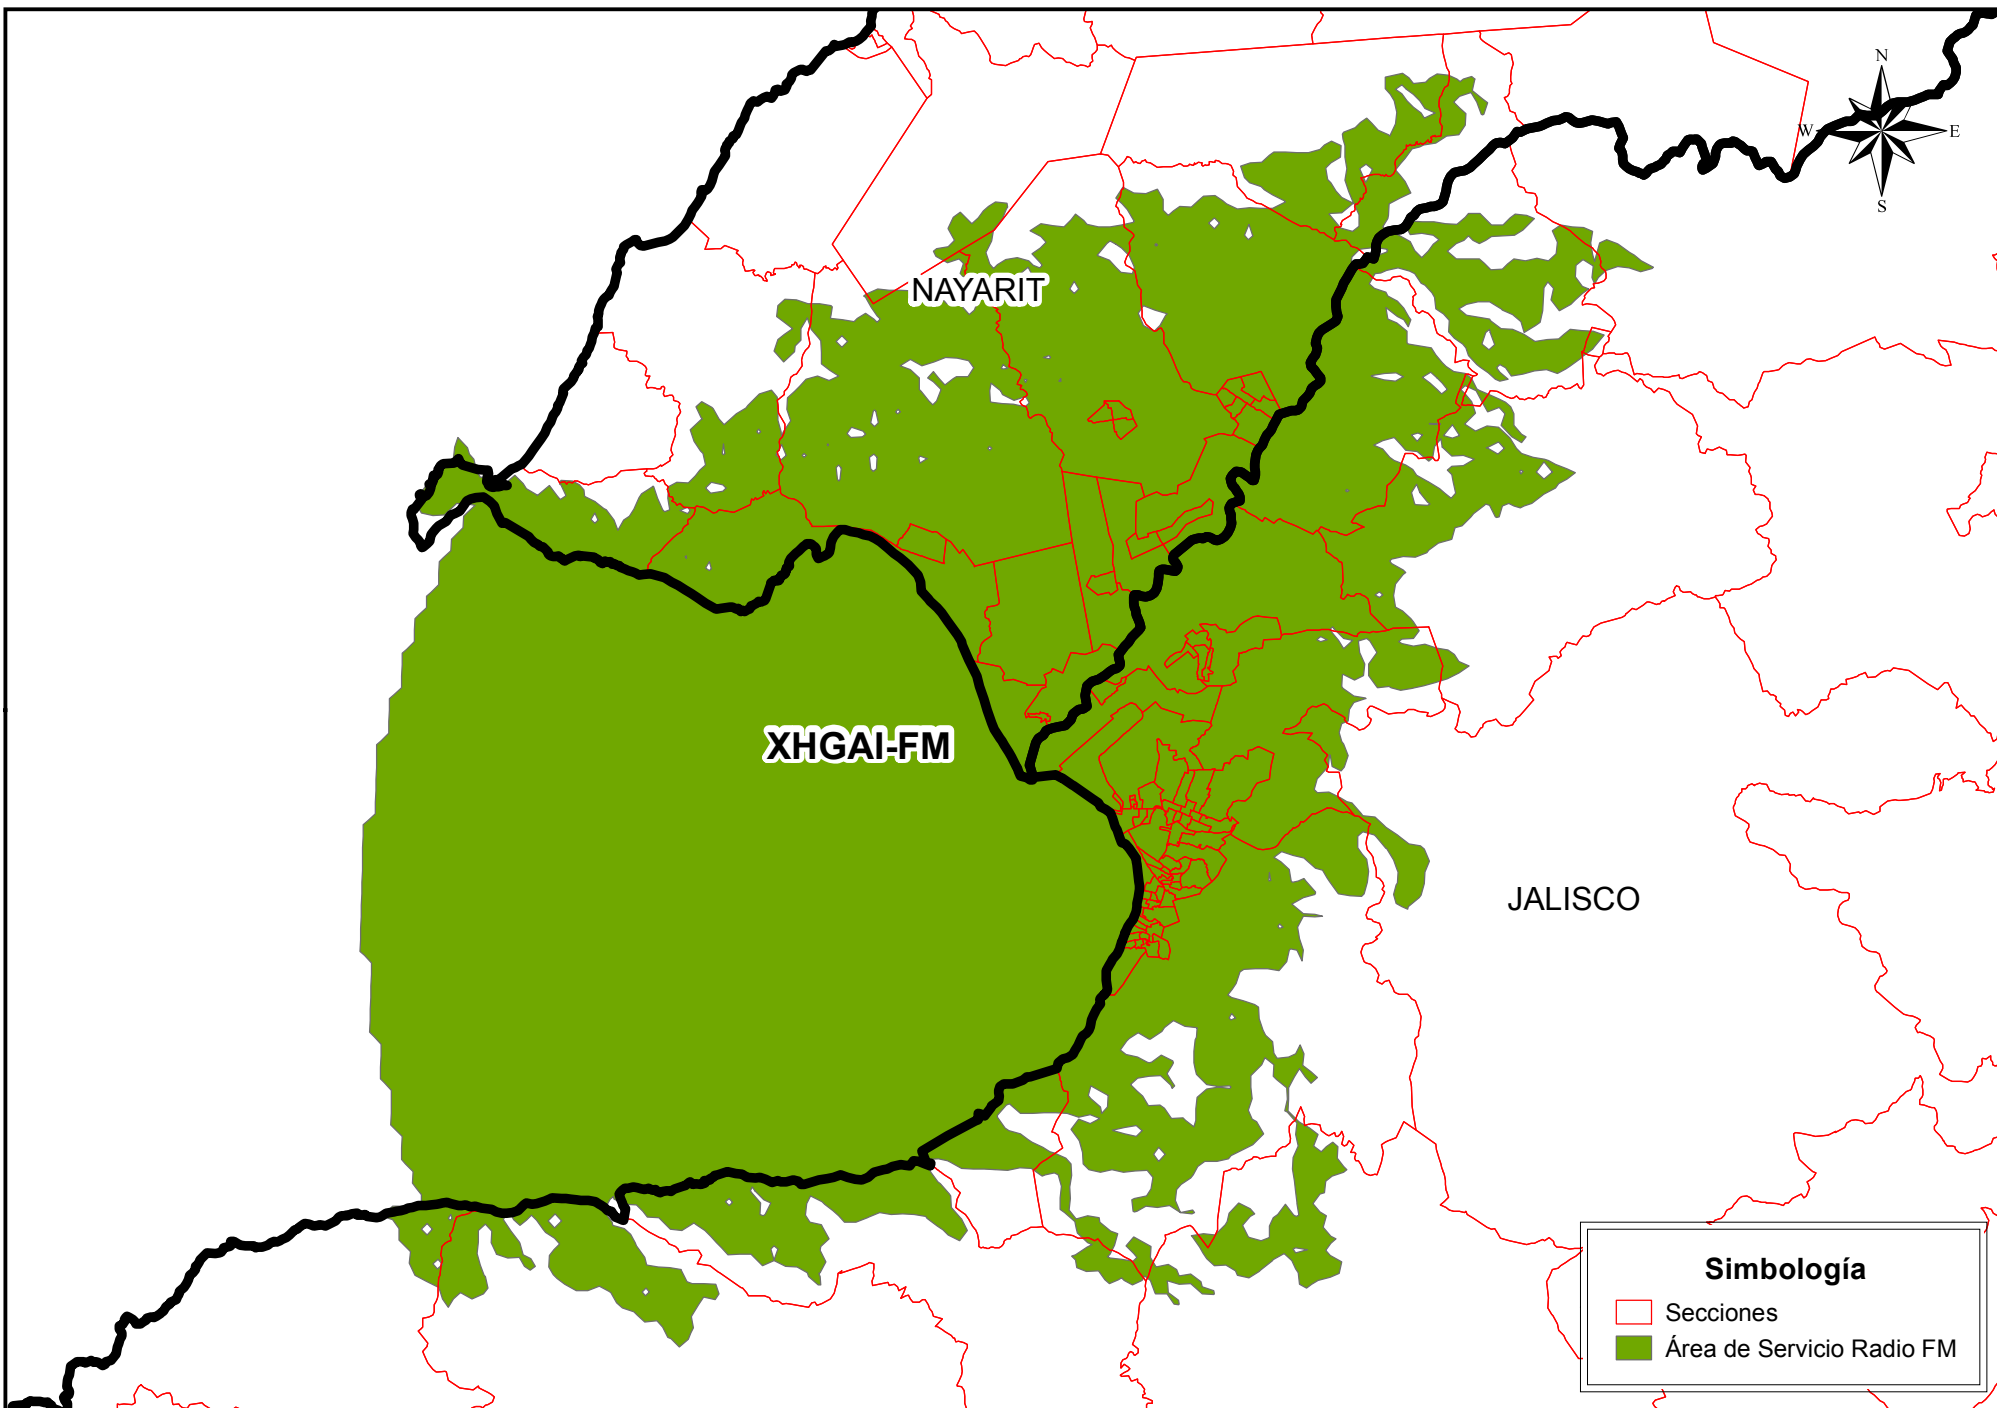 N
W
E
S
NAYARIT
XHGAI-FM
JALISCO
Simbología
Secciones
Área de Servicio Radio FM